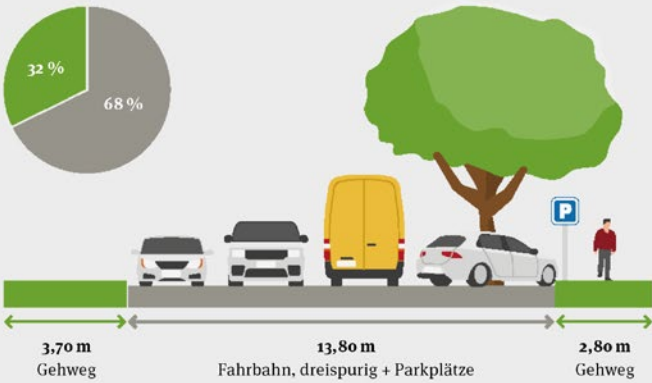 32 %
68 %
P
3,70 m
Gehweg
13,80 m
Fahrbahn, dreispurig + Parkplätze
2,80 m
Gehweg